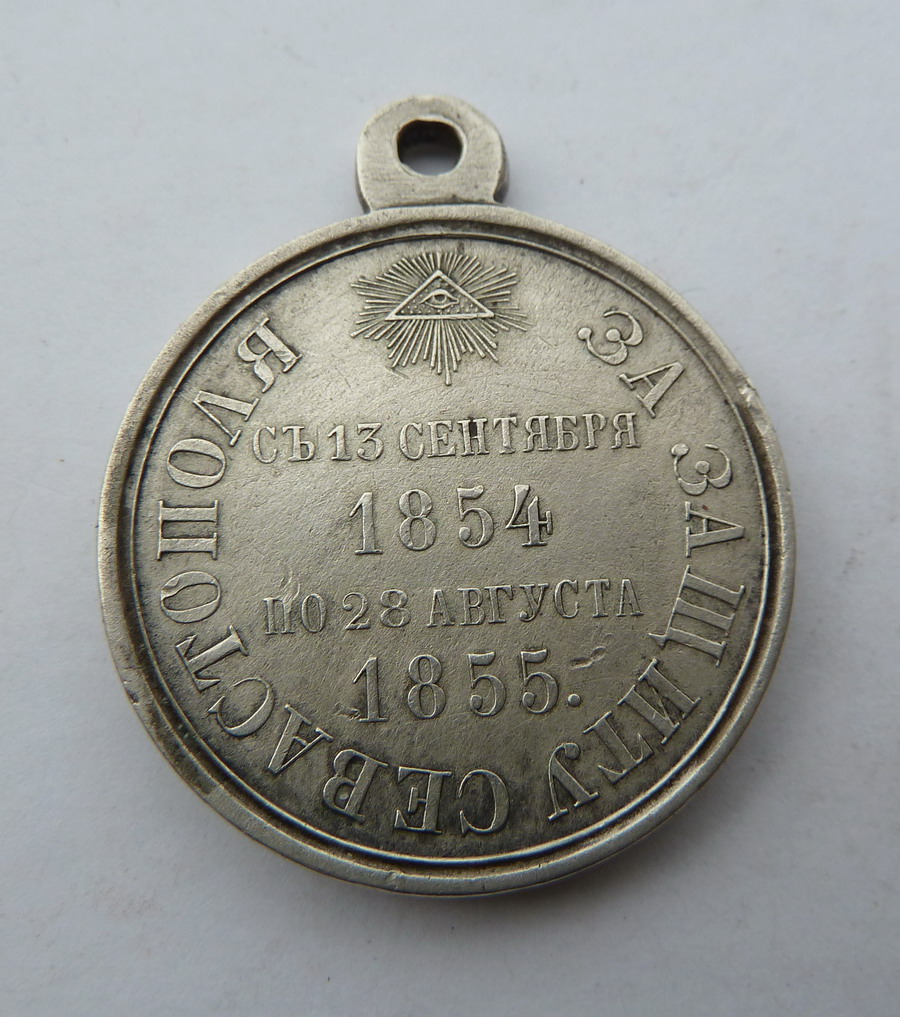 ЗА ЗАЩИТУ СЕВАСТОПОЛЯ
СЪ 13 СЕНТЯБРЯ
1854
ПО 28 АВГУСТА
1855.